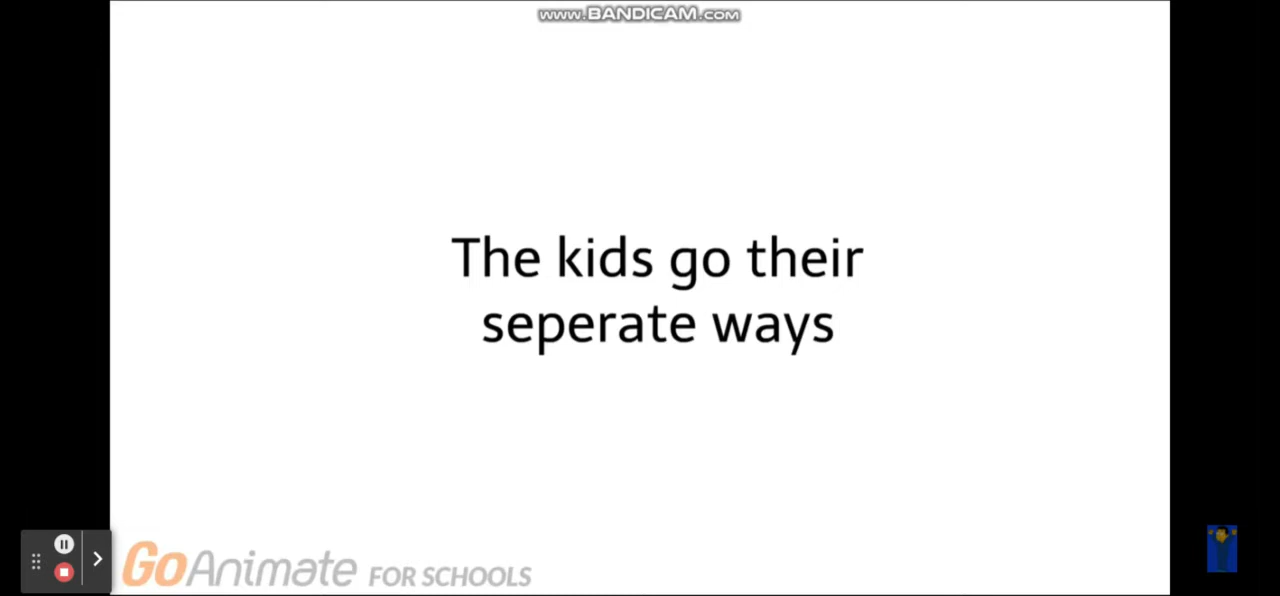 www.BANDICAM.COM
The kids go their
seperate ways
GoAnimate FOR SCHOOLS